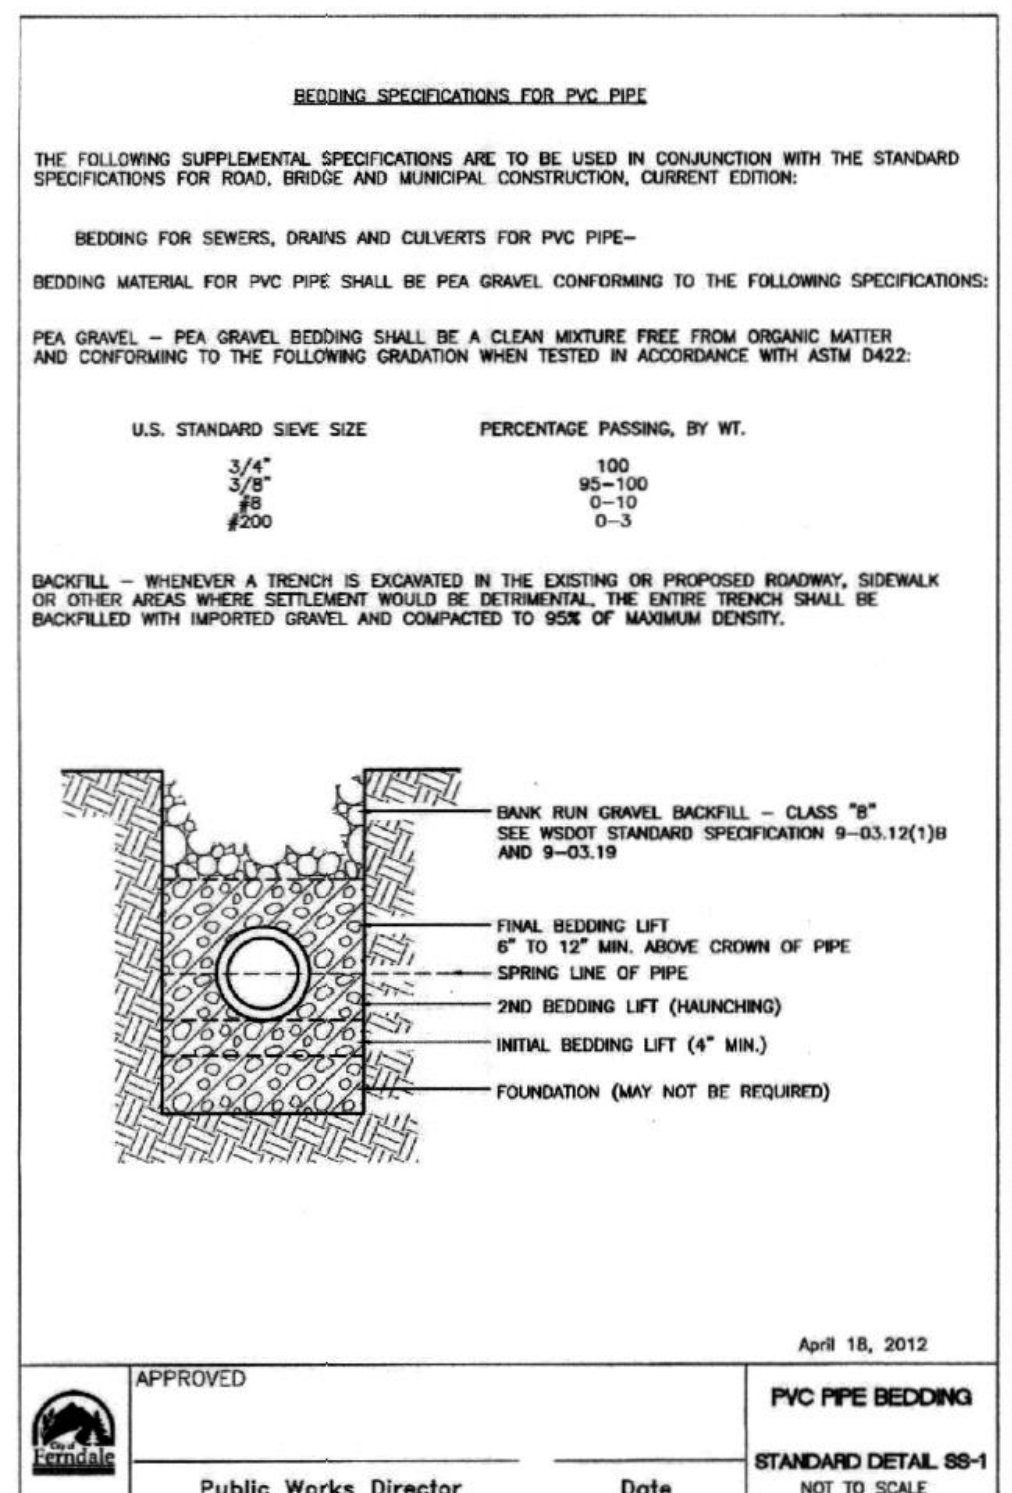 BEDDING SPECIFICATIONS FOR PVC PIPE
THE FOLLOWING SUPPLEMENTAL SPECIFICATIONS ARE TO BE USED IN CONJUNCTION WITH THE STANDARD
SPECIFICATIONS FOR ROAD, BRIDGE AND MUNICIPAL CONSTRUCTION, CURRENT EDITION:
BEDDING FOR SEWERS, DRAINS AND CULVERTS FOR PVC PIPE–
BEDDING MATERIAL FOR PVC PIPE SHALL BE PEA GRAVEL CONFORMING TO THE FOLLOWING SPECIFICATIONS:
PEA GRAVEL – PEA GRAVEL BEDDING SHALL BE A CLEAN MIXTURE FREE FROM ORGANIC MATTER
AND CONFORMING TO THE FOLLOWING GRADATION WHEN TESTED IN ACCORDANCE WITH ASTM D422:
U.S. STANDARD SIEVE SIZE PERCENTAGE PASSING, BY WT.
3/4" 100
3/8" 95–100
#8 0–10
#200 0–3
BACKFILL – WHENEVER A TRENCH IS EXCAVATED IN THE EXISTING OR PROPOSED ROADWAY, SIDEWALK
OR OTHER AREAS WHERE SETTLEMENT WOULD BE DETRIMENTAL, THE ENTIRE TRENCH SHALL BE
BACKFILLED WITH IMPORTED GRAVEL AND COMPACTED TO 95% OF MAXIMUM DENSITY.
BANK RUN GRAVEL BACKFILL – CLASS "B"
SEE WSDOT STANDARD SPECIFICATION 9–03.12(1)B
AND 9–03.19
FINAL BEDDING LIFT
6" TO 12" MIN. ABOVE CROWN OF PIPE
SPRING LINE OF PIPE
2ND BEDDING LIFT (HAUNCHING)
INITIAL BEDDING LIFT (4" MIN.)
FOUNDATION (MAY NOT BE REQUIRED)
April 18, 2012
City of
Ferndale
APPROVED
Public Works Director Date
PVC PIPE BEDDING
STANDARD DETAIL SS-1
NOT TO SCALE